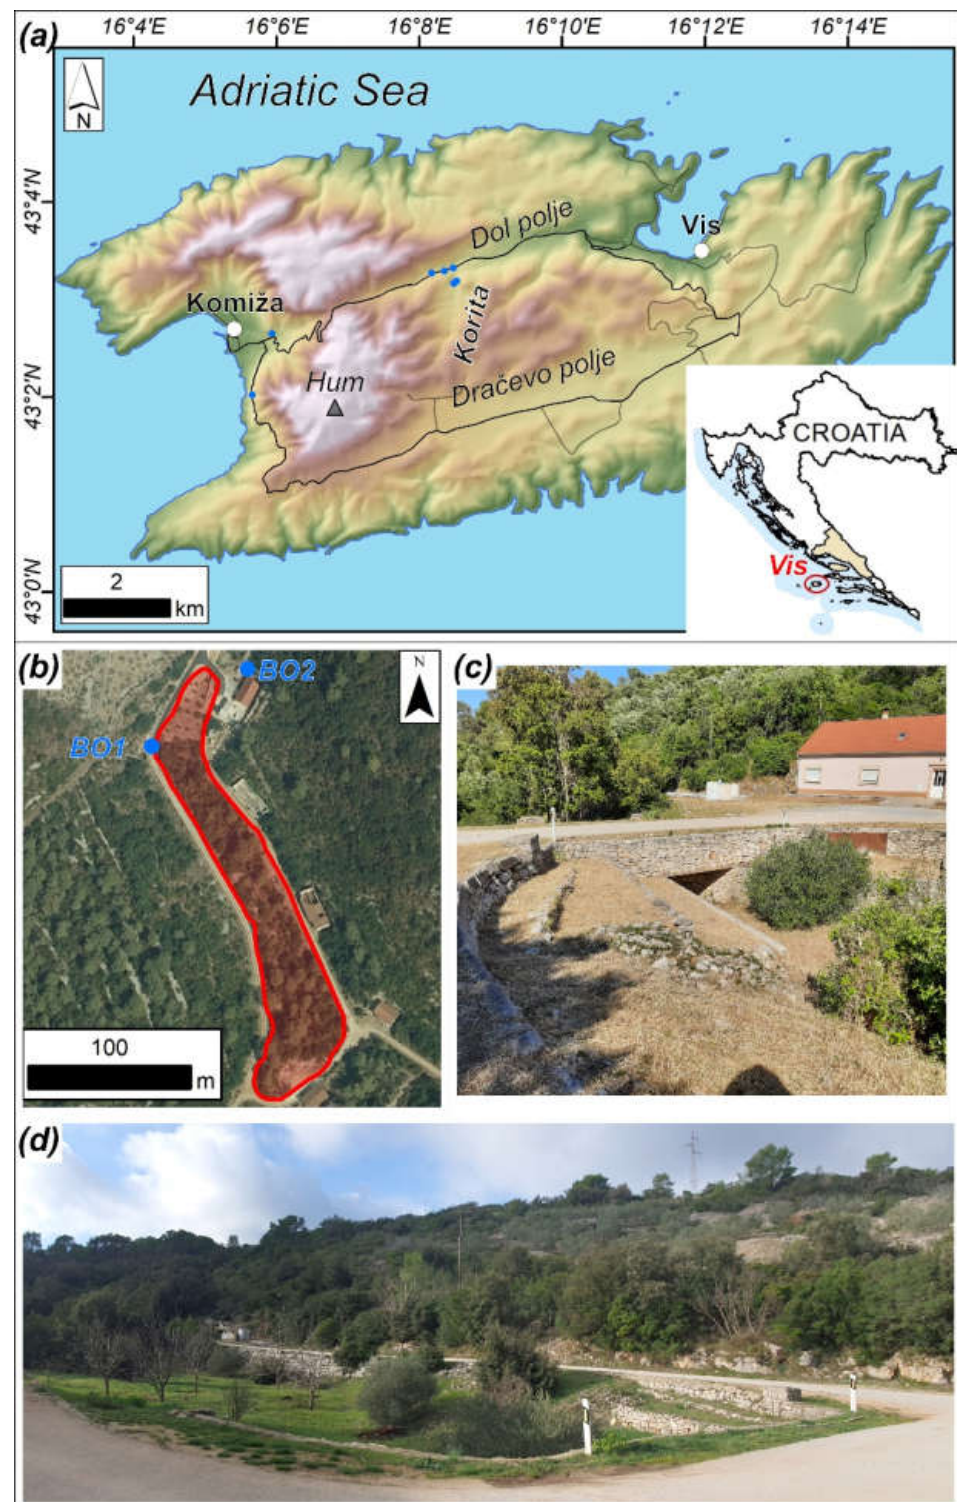 (a)
16°4'E 16°6'E 16°8'E 16°10'E 16°12'E 16°14'E
Adriatic Sea
N
43°4'N
43°2'N
43°0'N
Dol polje
Vis
Komiža
Korita
Hum
Dračevo polje
CROATIA
Vis
2
km
(b)
BO2
N
BO1
100
m
(c)
(d)